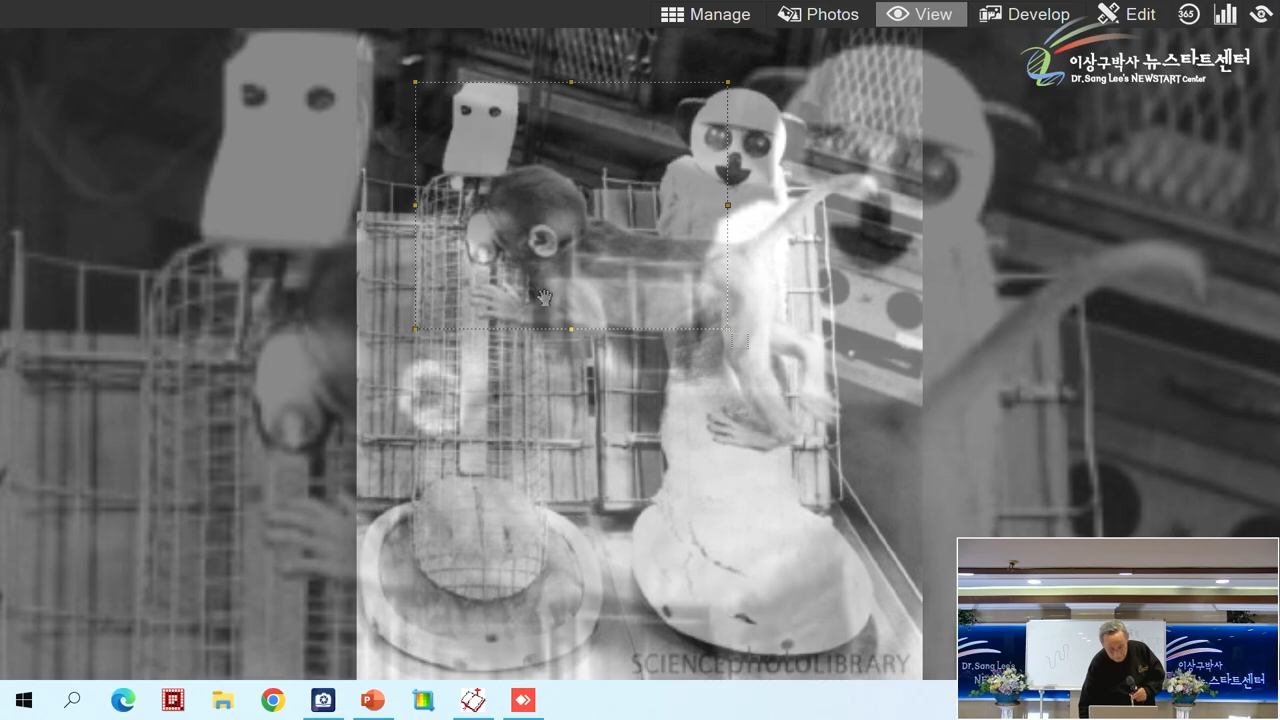 Manage
Photos
View
Develop
Edit
365
이상구박사 뉴스타트센터
Dr.Sang Lee's NEWSTART Center
SCIENCEphotoLIBRARY
Dr.Sang Lee's
이상구박사
뉴스타트센터